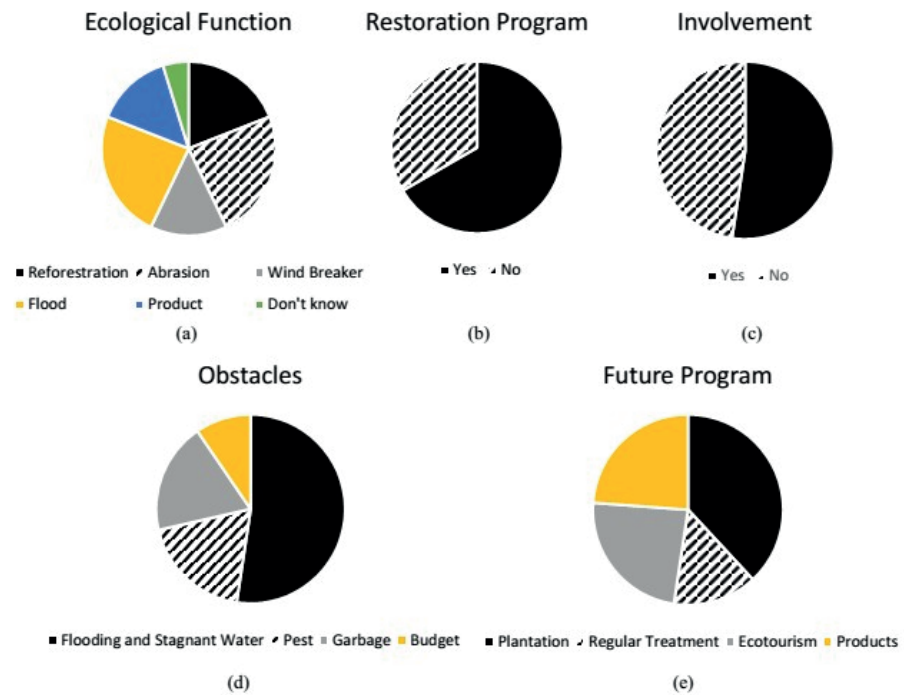 Ecological Function
Restoration Program
Involvement
Reforestration Abrasion Wind Breaker
Flood Product Don't know
Yes No
Yes No
(a)
(b)
(c)
Obstacles
Future Program
Flooding and Stagnant Water Pest Garbage Budget
Plantation Regular Treatment Ecotourism Products
(d)
(e)